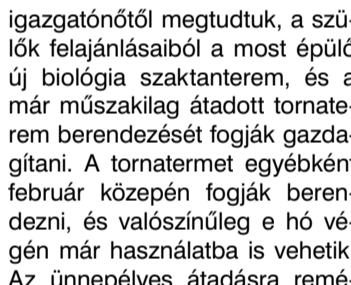 igazgatónőtől megtudtuk, a szü-
lők felajánlásaiból a most épülő
új biológia szaktanterem, és a
már műszakilag átadott tornate-
rem berendezését fogják gazda-
gítani. A tornatermet egyébként
február közepén fogják beren-
dezni, és valószínűleg e hó vé-
gén már használatba is vehetik.
Az ünnepélyes átadásra remé-